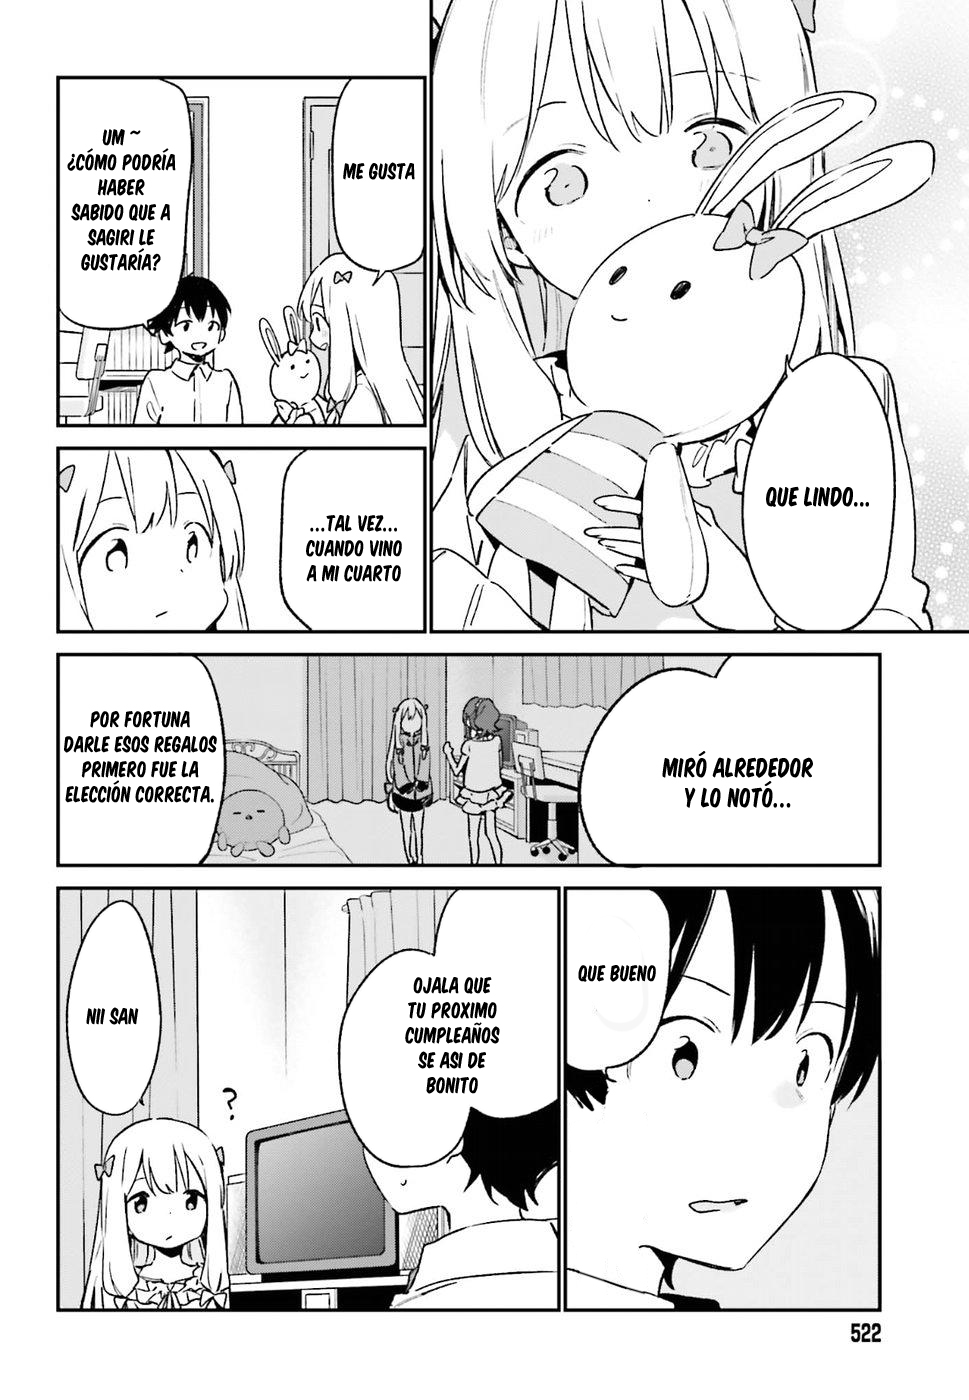 QUE LINDO...
ME GUSTA
UM ~
¿CÓMO PODRÍA
HABER
SABIDO QUE A
SAGIRI LE
GUSTARÍA?
...TAL VEZ...
CUANDO VINO
A MI CUARTO
MIRÓ ALREDEDOR
Y LO NOTÓ...
POR FORTUNA
DARLE ESOS REGALOS
PRIMERO FUE LA
ELECCIÓN CORRECTA.
QUE BUENO
OJALA QUE
TU PROXIMO
CUMPLEAÑOS
SE ASI DE
BONITO
?
NII SAN
522